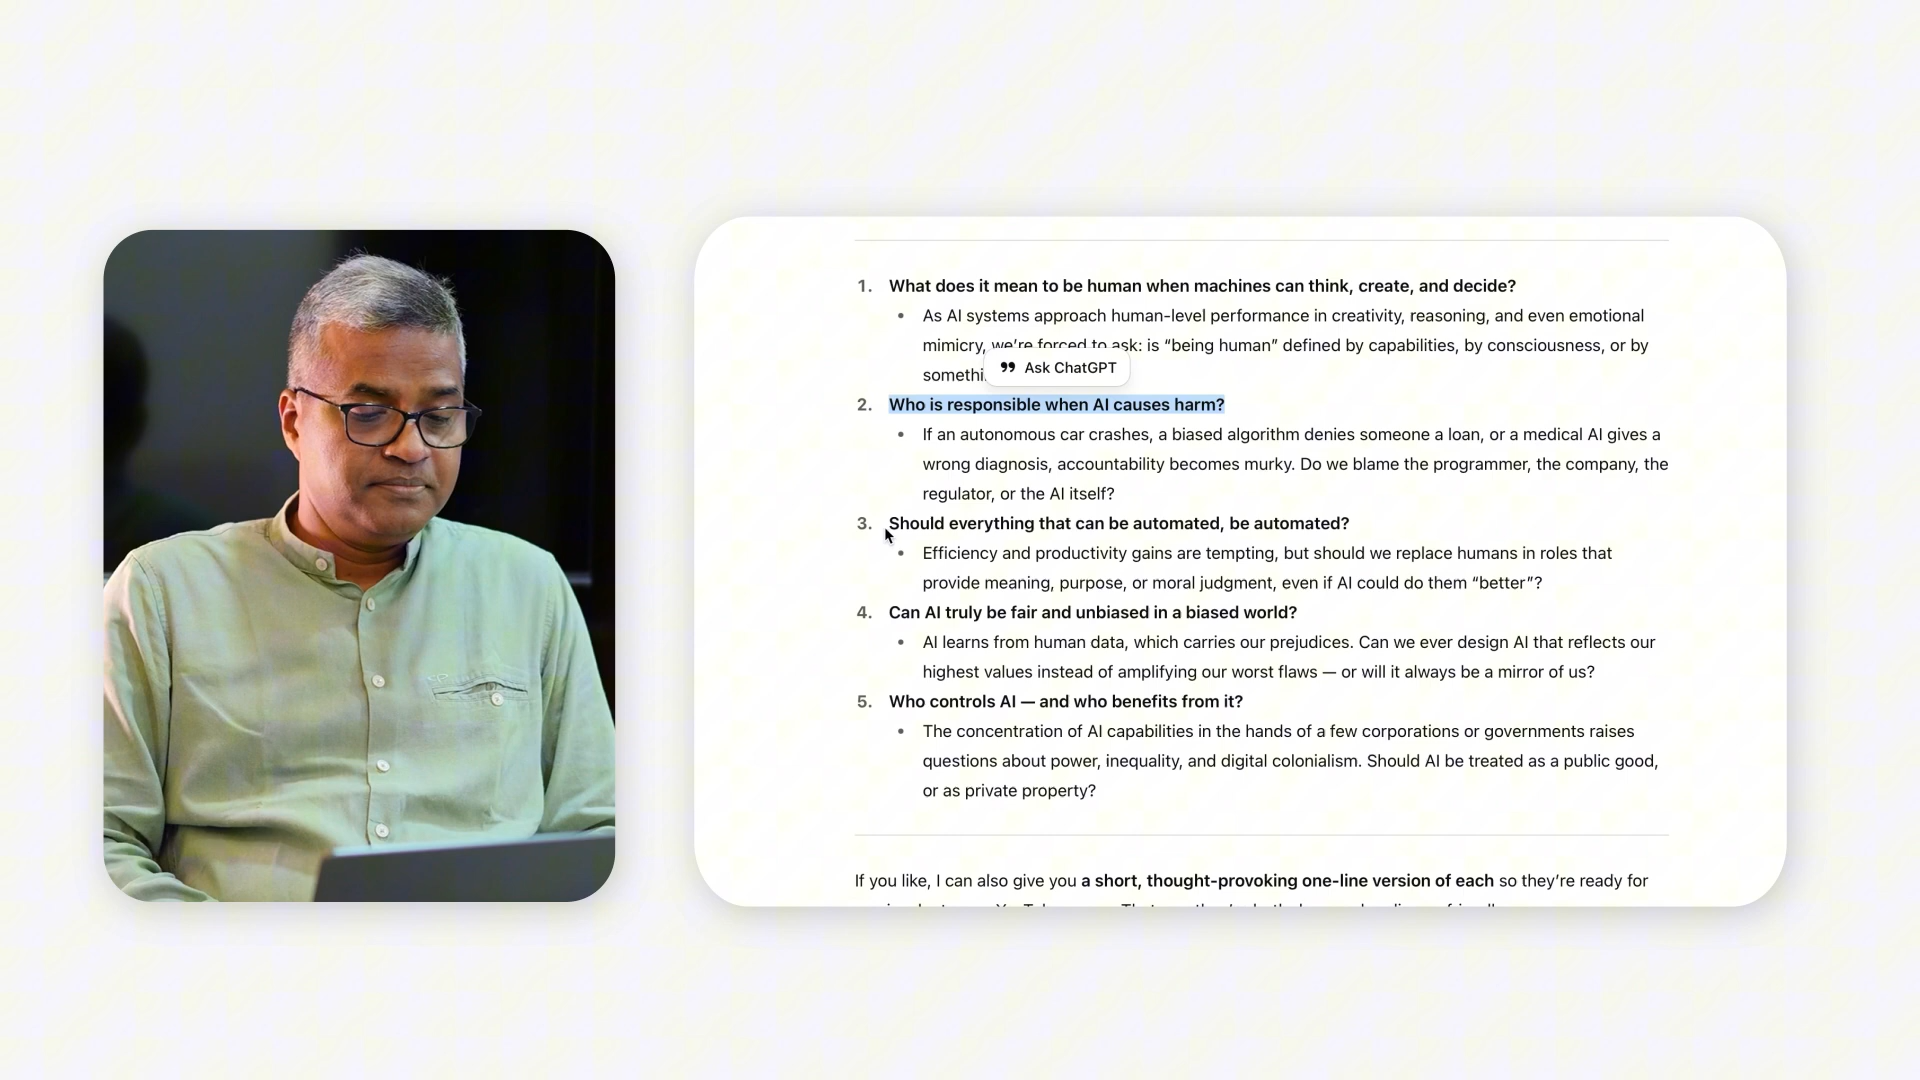 1. What does it mean to be human when machines can think, create, and decide?
• As AI systems approach human-level performance in creativity, reasoning, and even emotional
mimicry, we’re forced to ask: is “being human” defined by capabilities, by consciousness, or by
somethi
Ask ChatGPT
2. Who is responsible when AI causes harm?
• If an autonomous car crashes, a biased algorithm denies someone a loan, or a medical AI gives a
wrong diagnosis, accountability becomes murky. Do we blame the programmer, the company, the
regulator, or the AI itself?
3. Should everything that can be automated, be automated?
• Efficiency and productivity gains are tempting, but should we replace humans in roles that
provide meaning, purpose, or moral judgment, even if AI could do them “better”?
4. Can AI truly be fair and unbiased in a biased world?
• AI learns from human data, which carries our prejudices. Can we ever design AI that reflects our
highest values instead of amplifying our worst flaws — or will it always be a mirror of us?
5. Who controls AI — and who benefits from it?
• The concentration of AI capabilities in the hands of a few corporations or governments raises
questions about power, inequality, and digital colonialism. Should AI be treated as a public good,
or as private property?
If you like, I can also give you a short, thought-provoking one-line version of each so they’re ready for